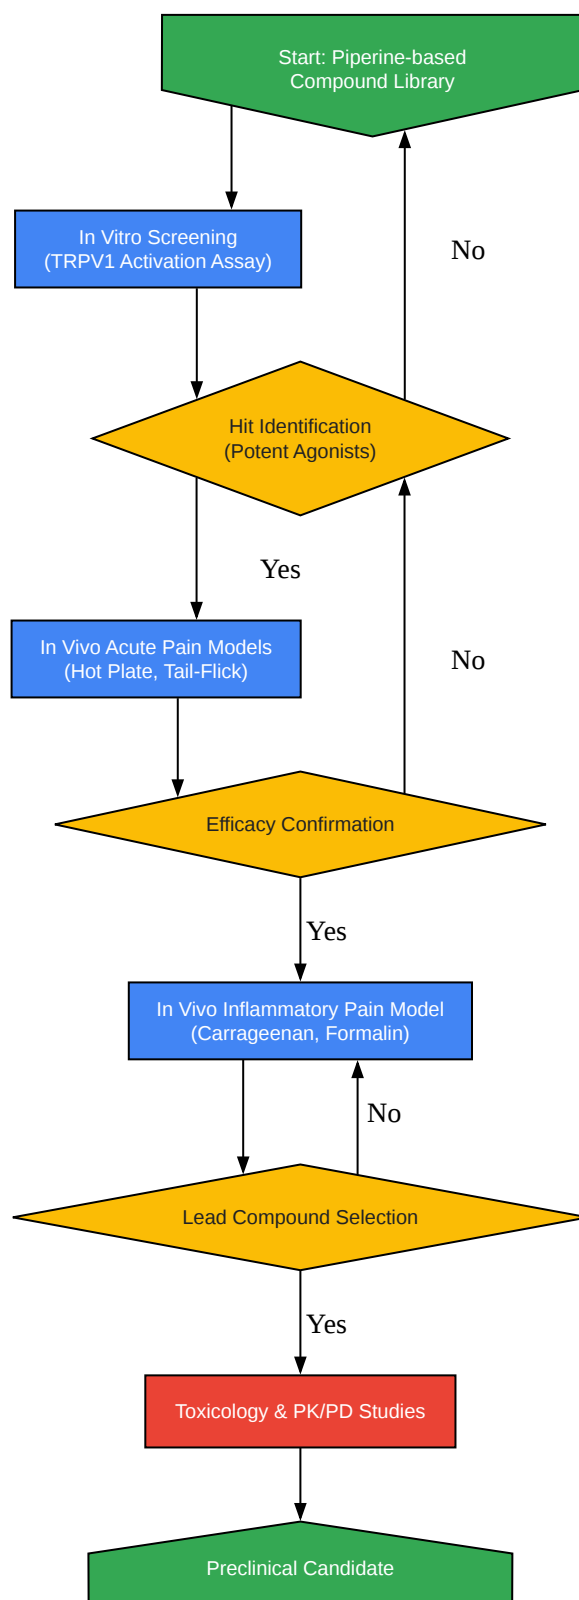 Start: Piperine-based
Compound Library
In Vitro Screening
(TRPV1 Activation Assay)
No
Hit Identification
(Potent Agonists)
Yes
In Vivo Acute Pain Models
(Hot Plate, Tail-Flick)
No
Efficacy Confirmation
Yes
In Vivo Inflammatory Pain Model
(Carrageenan, Formalin)
No
Lead Compound Selection
Yes
Toxicology & PK/PD Studies
Preclinical Candidate